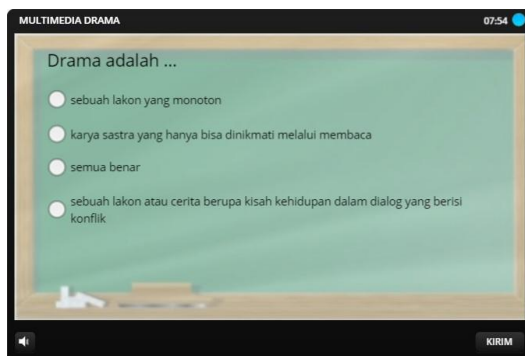 MULTIMEDIA DRAMA
07:54
Drama adalah ...
sebuah lakon yang monoton
karya sastra yang hanya bisa dinikmati melalui membaca
semua benar
sebuah lakon atau cerita berupa kisah kehidupan dalam dialog yang berisi
konflik
KIRIM